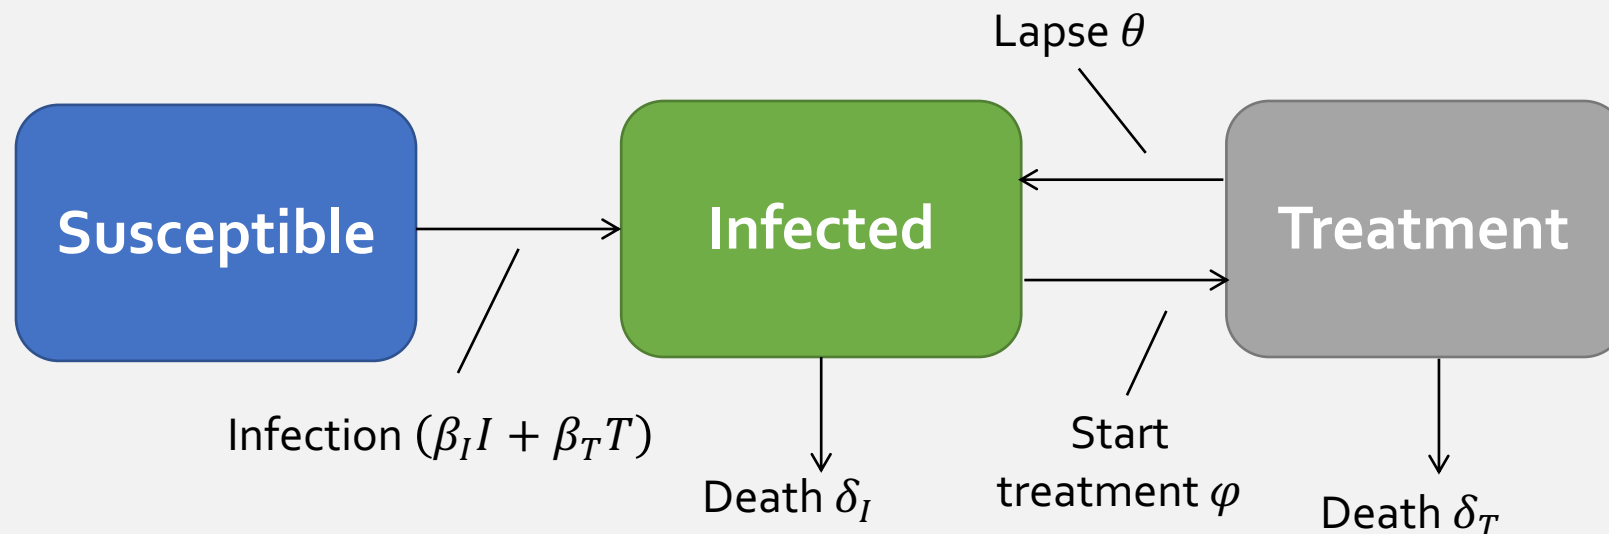 Lapse θ
Susceptible
Infected
Treatment
Infection (β_I I + β_T T)
Start
treatment φ
Death δ_I
Death δ_T